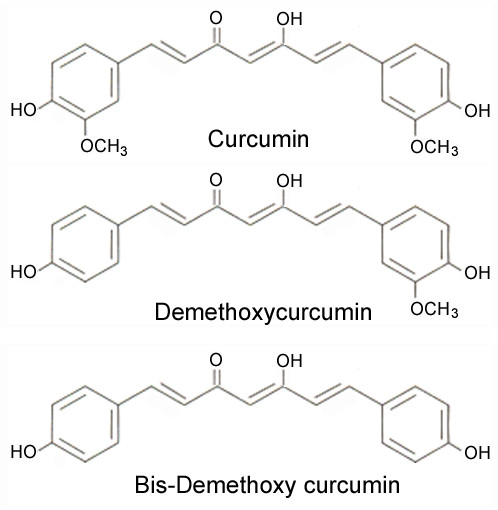 O OH
HO OH
OCH3 OCH3
Curcumin
O OH
HO OH
OCH3
Demethoxycurcumin
O OH
HO OH
Bis-Demethoxy curcumin